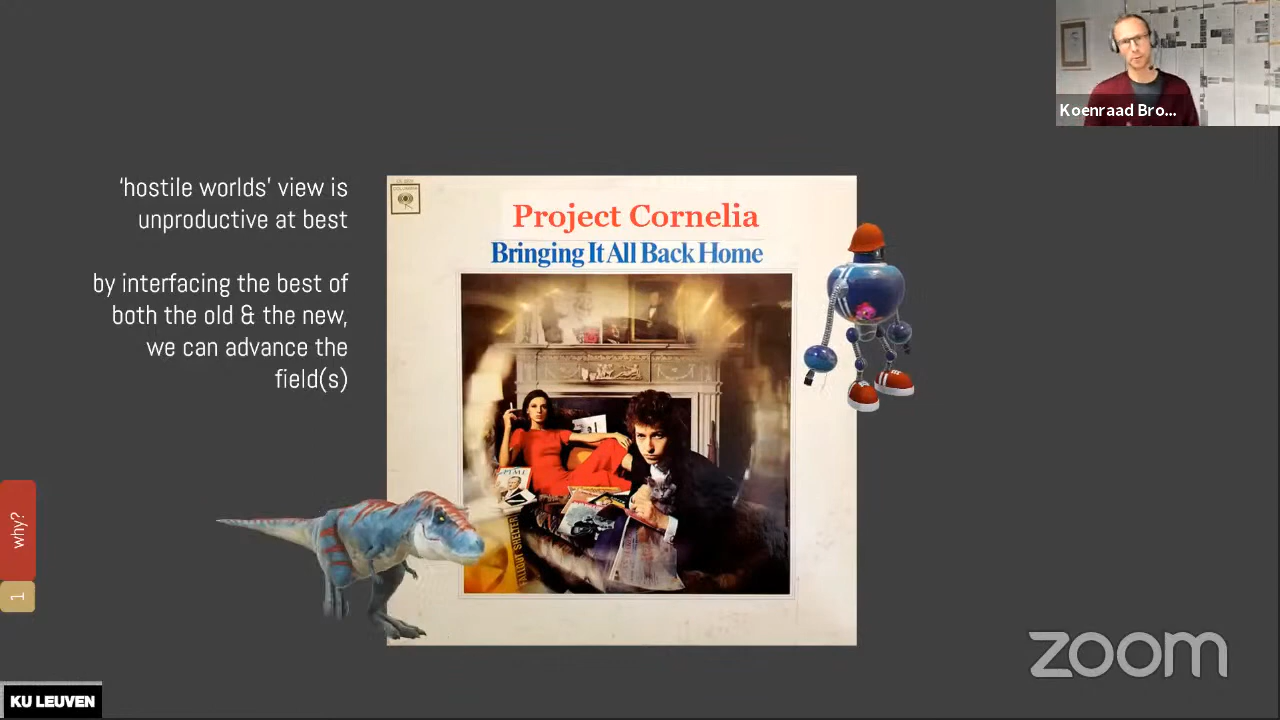 Koenraad Bro...
'hostile worlds' view is
unproductive at best
by interfacing the best of
both the old & the new,
we can advance the
field(s)
Project Cornelia
Bringing It All Back Home
TIME
FALLOUT SHELTER
why?
1
KU LEUVEN
zoom